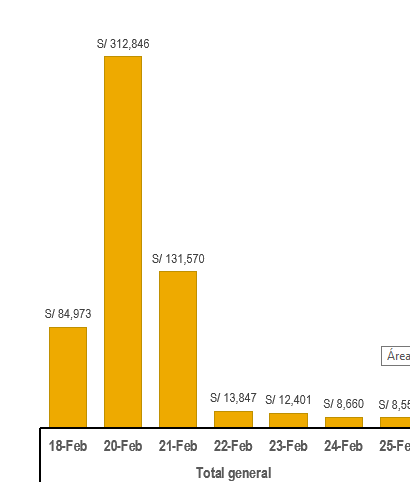 S/ 312,846
S/ 131,570
S/ 84,973
S/ 13,847
S/ 12,401
S/ 8,660
18-Feb
20-Feb
21-Feb
22-Feb
23-Feb
24-Feb
Total general